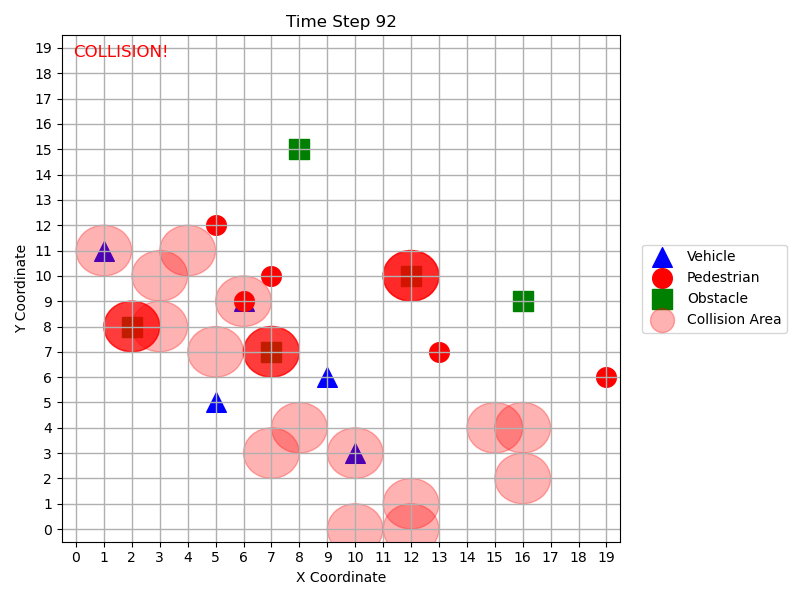 Time Step 92
COLLISION!
19
18
17
16
15
14
13
12
11
10
9
8
7
6
5
4
3
2
1
0
Y Coordinate
0 1 2 3 4 5 6 7 8 9 10 11 12 13 14 15 16 17 18 19
X Coordinate
Vehicle
Pedestrian
Obstacle
Collision Area